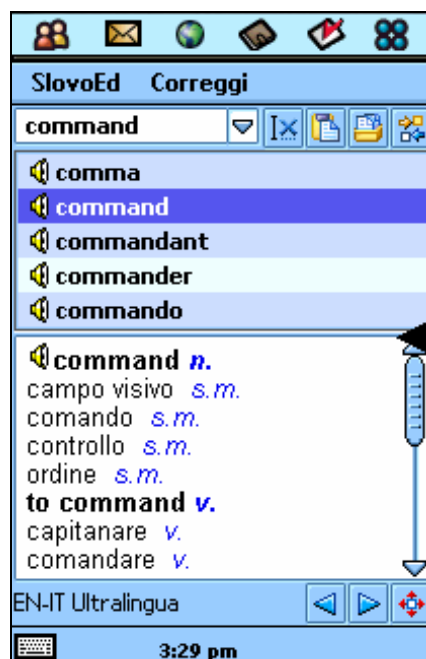 SlovoEd Correggi
command
comma
command
commandant
commander
commando
command n.
campo visivo s.m.
comando s.m.
controllo s.m.
ordine s.m.
to command v.
capitanare v.
comandare v.
EN-IT Ultralingua
3:29 pm